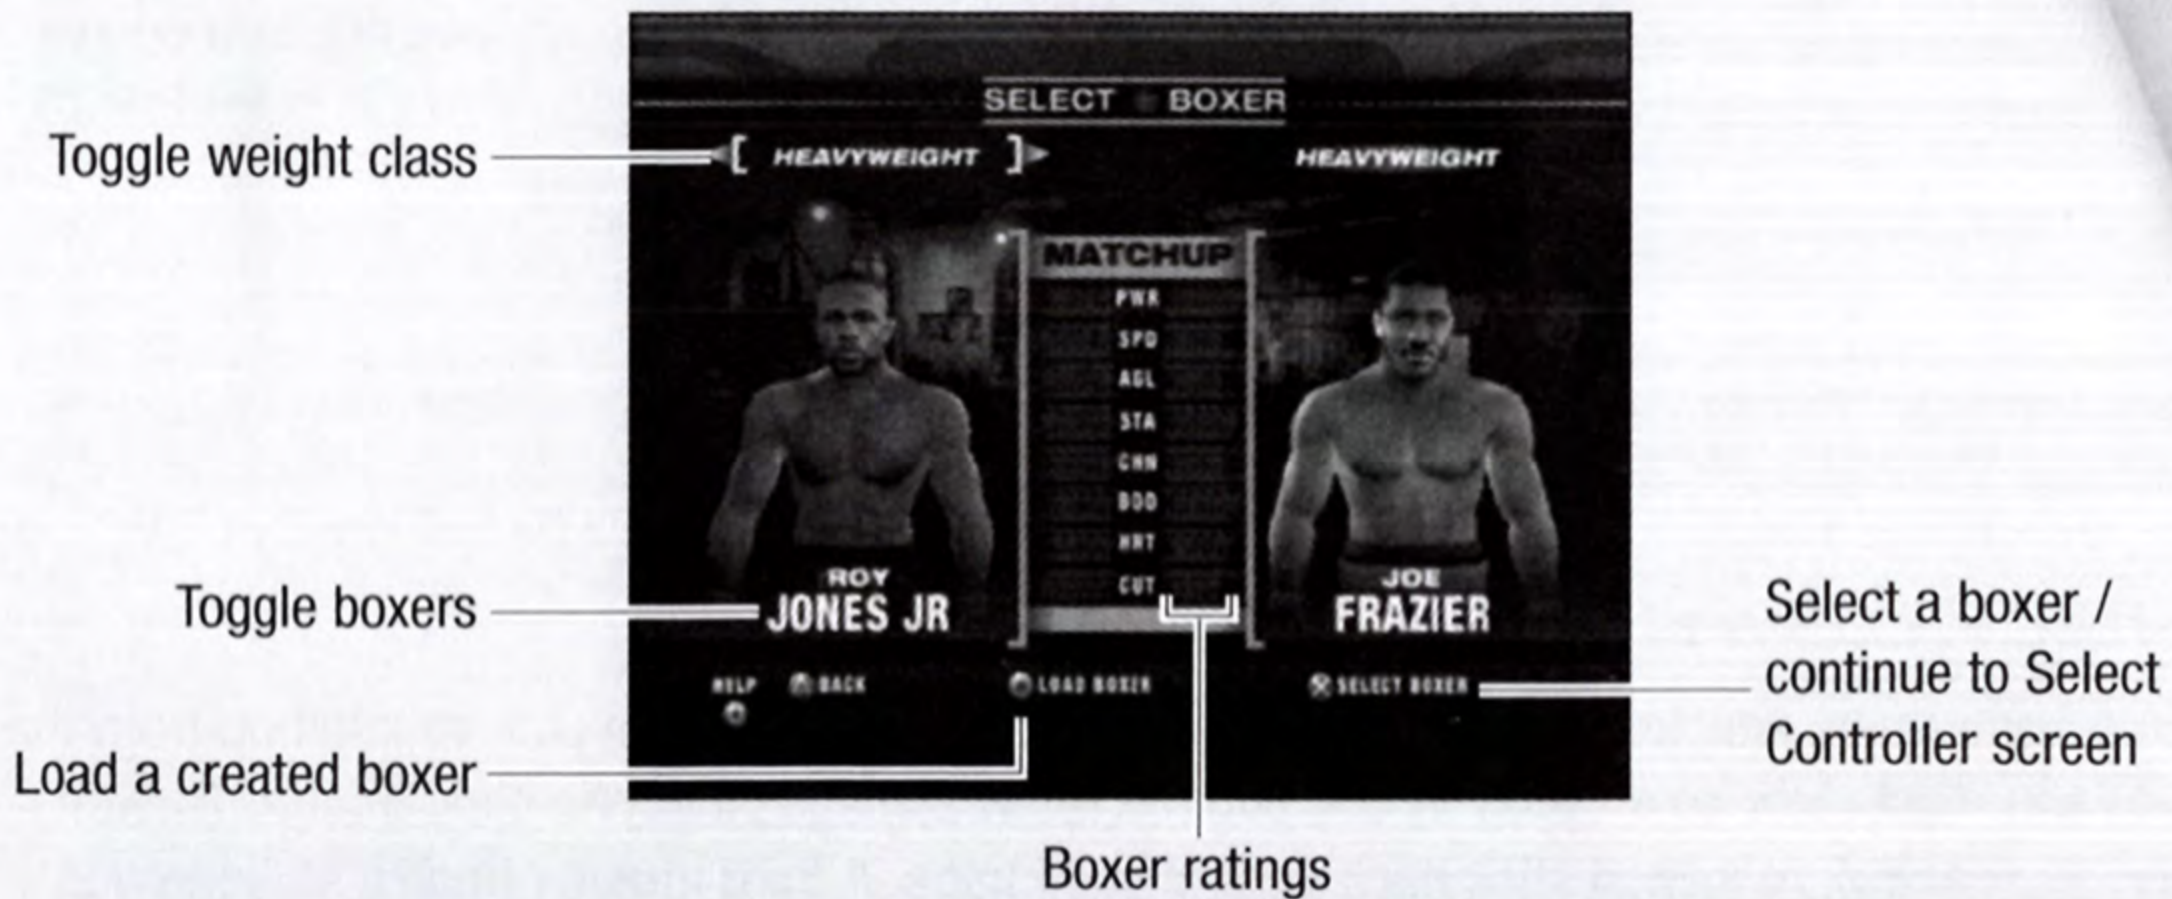 SELECT BOXER
Toggle weight class
[ HEAVYWEIGHT ]
HEAVYWEIGHT
MATCHUP
PWR
SPD
AGL
STA
CHN
BOD
HRT
CUT
Toggle boxers
ROY
JONES JR
JOE
FRAZIER
Select a boxer /
continue to Select
Controller screen
HELP
BACK
LOAD BOXER
SELECT BOXER
Load a created boxer
Boxer ratings